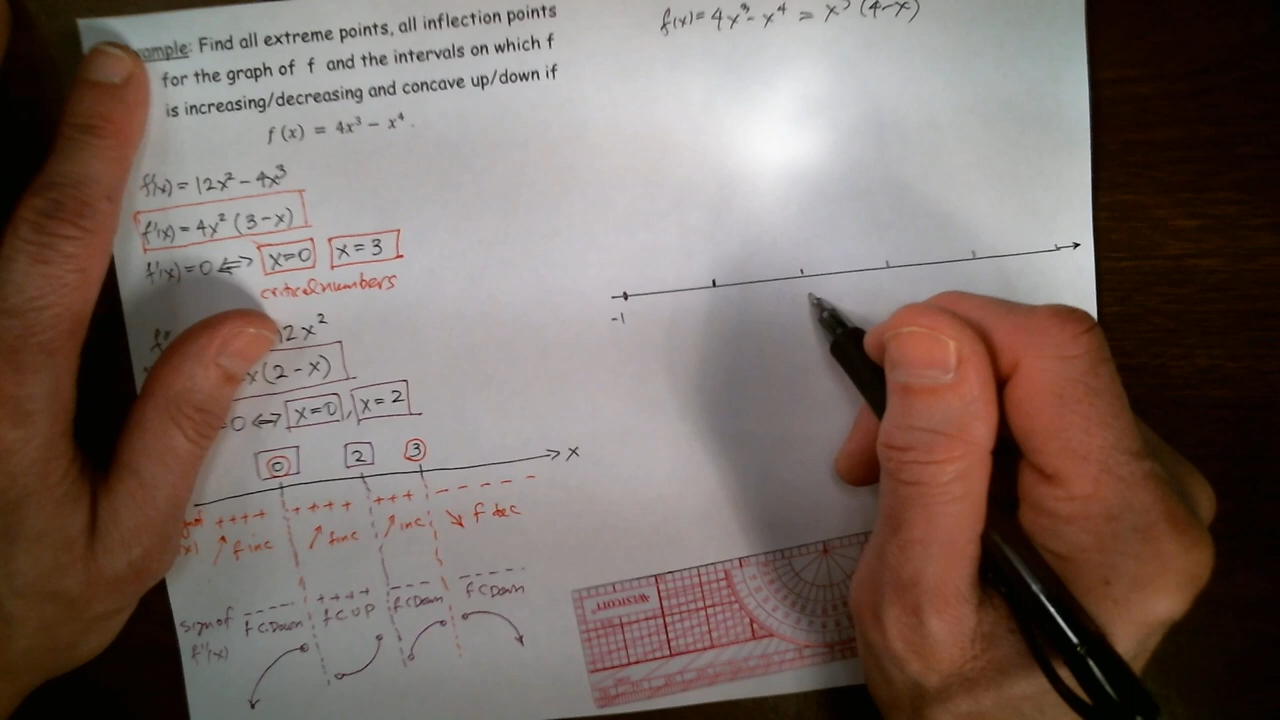 ample: Find all extreme points, all inflection points
for the graph of f and the intervals on which f
is increasing/decreasing and concave up/down if
f(x) = 4x³ − x⁴.
f(x) = 4x³ − x⁴ = x³(4−x)
f'(x) = 12x² − 4x³
f'(x) = 4x²(3−x)
f'(x) = 0 ⇔ x=0 x=3
critical numbers
2x²
x(2−x)
0 ⇔ x=0, x=2
0 2 3 → x
++++ ++++ +++ ------
x) ↗ f inc ↗ f inc ↗ inc ↘ f dec
sign of ----- ++++ ---- -----
f C Down f C UP f C Down f C Down
f''(x)
-1
WESTCOTT